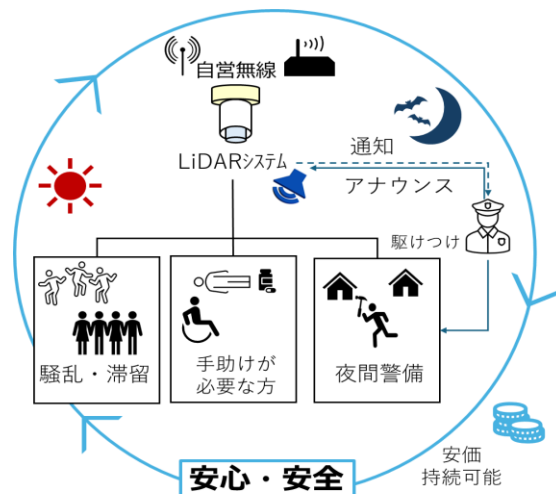 自営無線
LiDARシステム
通知
アナウンス
駆けつけ
騒乱・滞留
手助けが
必要な方
夜間警備
安価
持続可能
安心・安全